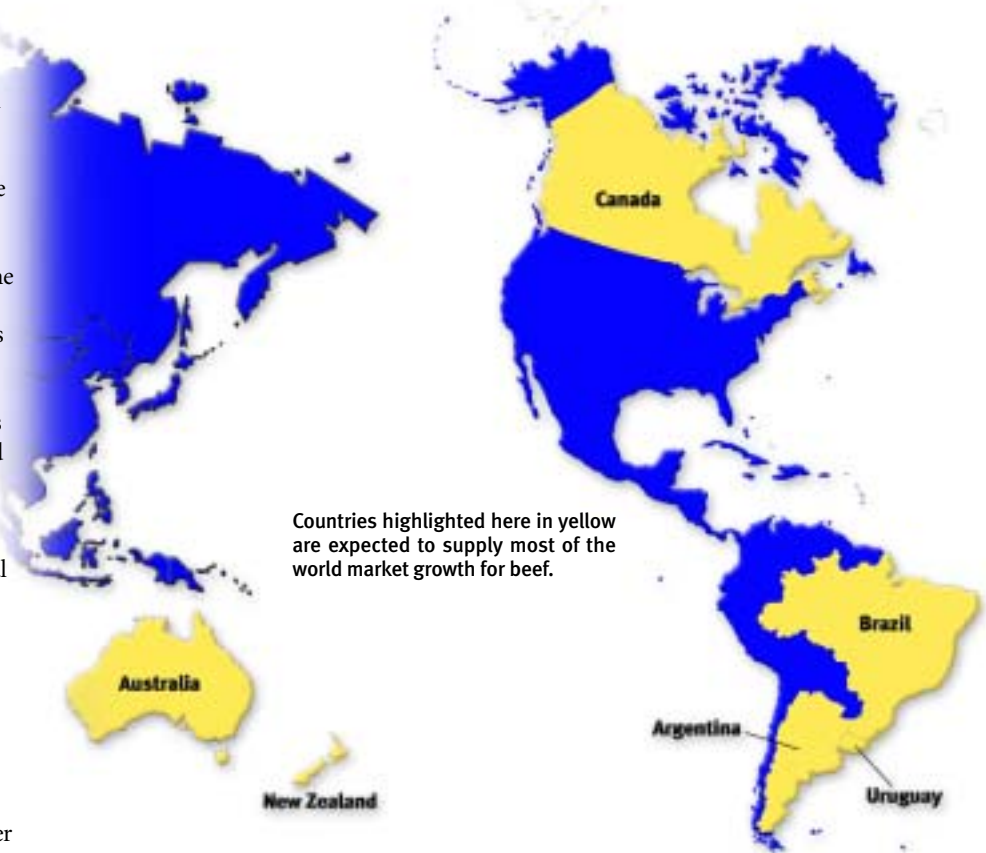 Canada
Countries highlighted here in yellow
are expected to supply most of the
world market growth for beef.
Brazil
Australia
Argentina
New Zealand
Uruguay